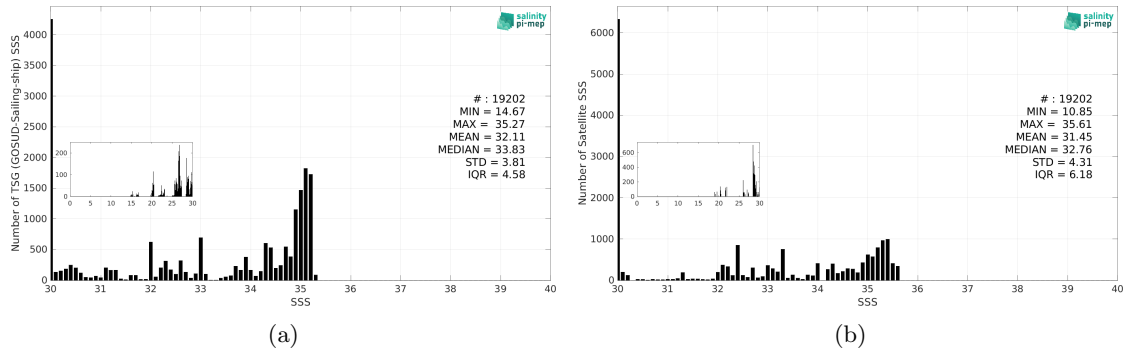 salinity
pi-mep
Number of TSG (GOSUD-Sailing-ship) SSS
4000
3500
3000
2500
2000
1500
1000
500
0
# : 19202
MIN = 14.67
MAX = 35.27
MEAN = 32.11
MEDIAN = 33.83
STD = 3.81
IQR = 4.58
200
100
0
0 5 10 15 20 25 30
30 31 32 33 34 35 36 37 38 39 40
SSS
(a)
salinity
pi-mep
Number of Satellite SSS
6000
5000
4000
3000
2000
1000
0
# : 19202
MIN = 10.85
MAX = 35.61
MEAN = 31.45
MEDIAN = 32.76
STD = 4.31
IQR = 6.18
600
400
200
0
0 5 10 15 20 25 30
30 31 32 33 34 35 36 37 38 39 40
SSS
(b)